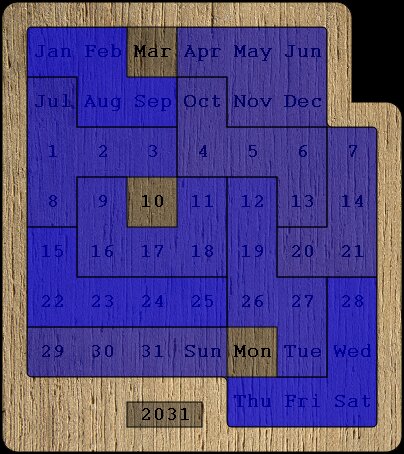 Jan Feb Mar Apr May Jun
Jul Aug Sep Oct Nov Dec
1 2 3 4 5 6 7
8 9 10 11 12 13 14
15 16 17 18 19 20 21
22 23 24 25 26 27 28
29 30 31 Sun Mon Tue Wed
Thu Fri Sat
2031